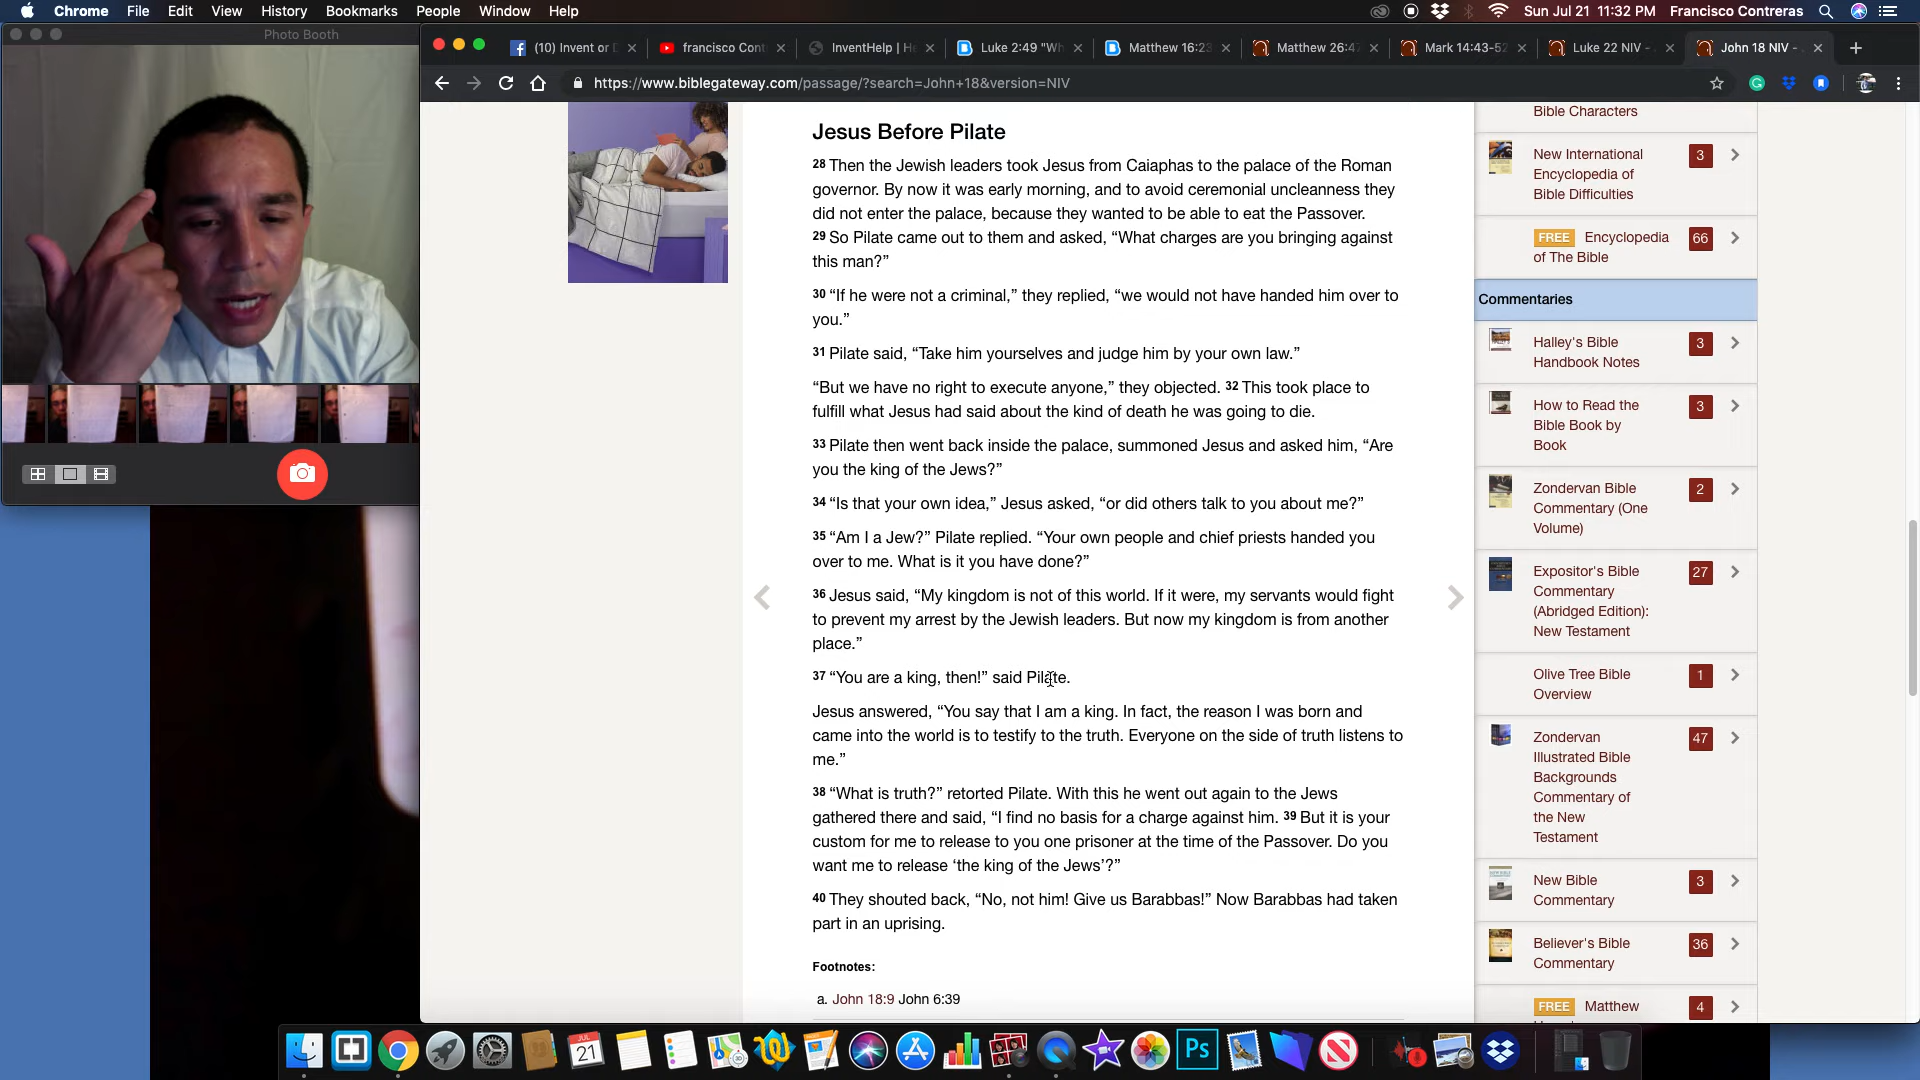 Chrome File Edit View History Bookmarks People Window Help
Sun Jul 21 11:32 PM Francisco Contreras
Photo Booth
(10) Invent or
francisco Cont
InventHelp | H
Luke 2:49 "Wh
Matthew 16:23
Matthew 26:47
Mark 14:43-52
Luke 22 NIV -
John 18 NIV -
https://www.biblegateway.com/passage/?search=John+18&version=NIV
Jesus Before Pilate
28 Then the Jewish leaders took Jesus from Caiaphas to the palace of the Roman
governor. By now it was early morning, and to avoid ceremonial uncleanness they
did not enter the palace, because they wanted to be able to eat the Passover.
29 So Pilate came out to them and asked, “What charges are you bringing against
this man?”
30 “If he were not a criminal,” they replied, “we would not have handed him over to
you.”
31 Pilate said, “Take him yourselves and judge him by your own law.”
“But we have no right to execute anyone,” they objected. 32 This took place to
fulfill what Jesus had said about the kind of death he was going to die.
33 Pilate then went back inside the palace, summoned Jesus and asked him, “Are
you the king of the Jews?”
34 “Is that your own idea,” Jesus asked, “or did others talk to you about me?”
35 “Am I a Jew?” Pilate replied. “Your own people and chief priests handed you
over to me. What is it you have done?”
36 Jesus said, “My kingdom is not of this world. If it were, my servants would fight
to prevent my arrest by the Jewish leaders. But now my kingdom is from another
place.”
37 “You are a king, then!” said Pilate.
Jesus answered, “You say that I am a king. In fact, the reason I was born and
came into the world is to testify to the truth. Everyone on the side of truth listens to
me.”
38 “What is truth?” retorted Pilate. With this he went out again to the Jews
gathered there and said, “I find no basis for a charge against him. 39 But it is your
custom for me to release to you one prisoner at the time of the Passover. Do you
want me to release ‘the king of the Jews’?”
40 They shouted back, “No, not him! Give us Barabbas!” Now Barabbas had taken
part in an uprising.
Footnotes:
a. John 18:9 John 6:39
Bible Characters
New International
Encyclopedia of
Bible Difficulties
3
FREE Encyclopedia
of The Bible
66
Commentaries
Halley's Bible
Handbook Notes
3
How to Read the
Bible Book by
Book
3
Zondervan Bible
Commentary (One
Volume)
2
Expositor's Bible
Commentary
(Abridged Edition):
New Testament
27
Olive Tree Bible
Overview
1
Zondervan
Illustrated Bible
Backgrounds
Commentary of
the New
Testament
47
New Bible
Commentary
3
Believer's Bible
Commentary
36
FREE Matthew
4
JUL
21
Ps